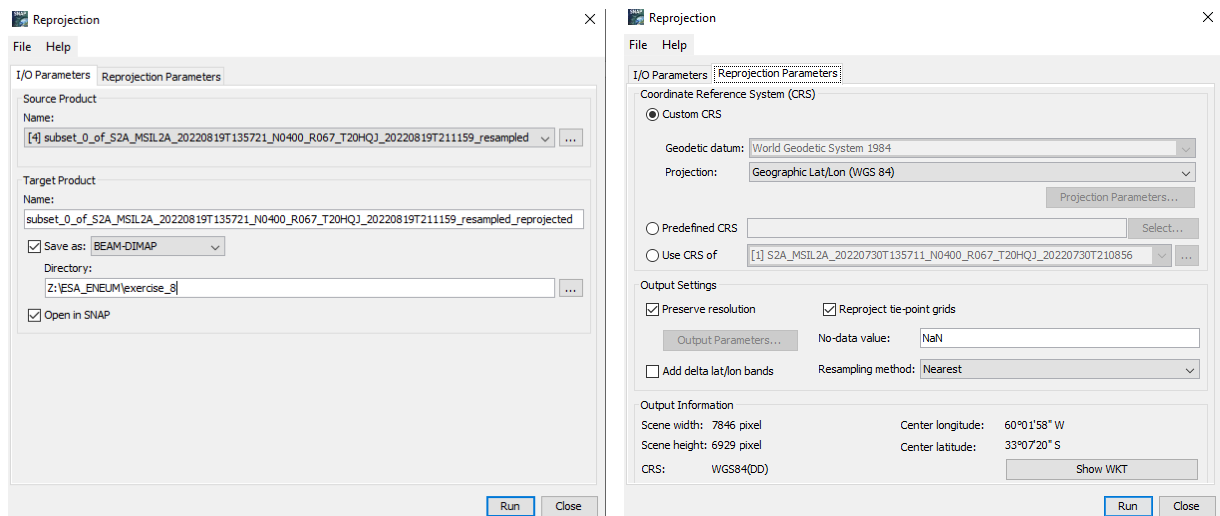 SNAP Reprojection
File Help
I/O Parameters Reprojection Parameters
Source Product
Name:
[4] subset_0_of_S2A_MSIL2A_20220819T135721_N0400_R067_T20HQJ_20220819T211159_resampled ...
Target Product
Name:
subset_0_of_S2A_MSIL2A_20220819T135721_N0400_R067_T20HQJ_20220819T211159_resampled_reprojected
Save as: BEAM-DIMAP
Directory:
Z:\ESA_ENEUM\exercise_8 ...
Open in SNAP
Run Close
SNAP Reprojection
File Help
I/O Parameters Reprojection Parameters
Coordinate Reference System (CRS)
Custom CRS
Geodetic datum: World Geodetic System 1984
Projection: Geographic Lat/Lon (WGS 84)
Projection Parameters...
Predefined CRS Select...
Use CRS of [1] S2A_MSIL2A_20220730T135711_N0400_R067_T20HQJ_20220730T210856 ...
Output Settings
Preserve resolution Reproject tie-point grids
Output Parameters... No-data value: NaN
Add delta lat/lon bands Resampling method: Nearest
Output Information
Scene width: 7846 pixel Center longitude: 60°01'58" W
Scene height: 6929 pixel Center latitude: 33°07'20" S
CRS: WGS84(DD) Show WKT
Run Close